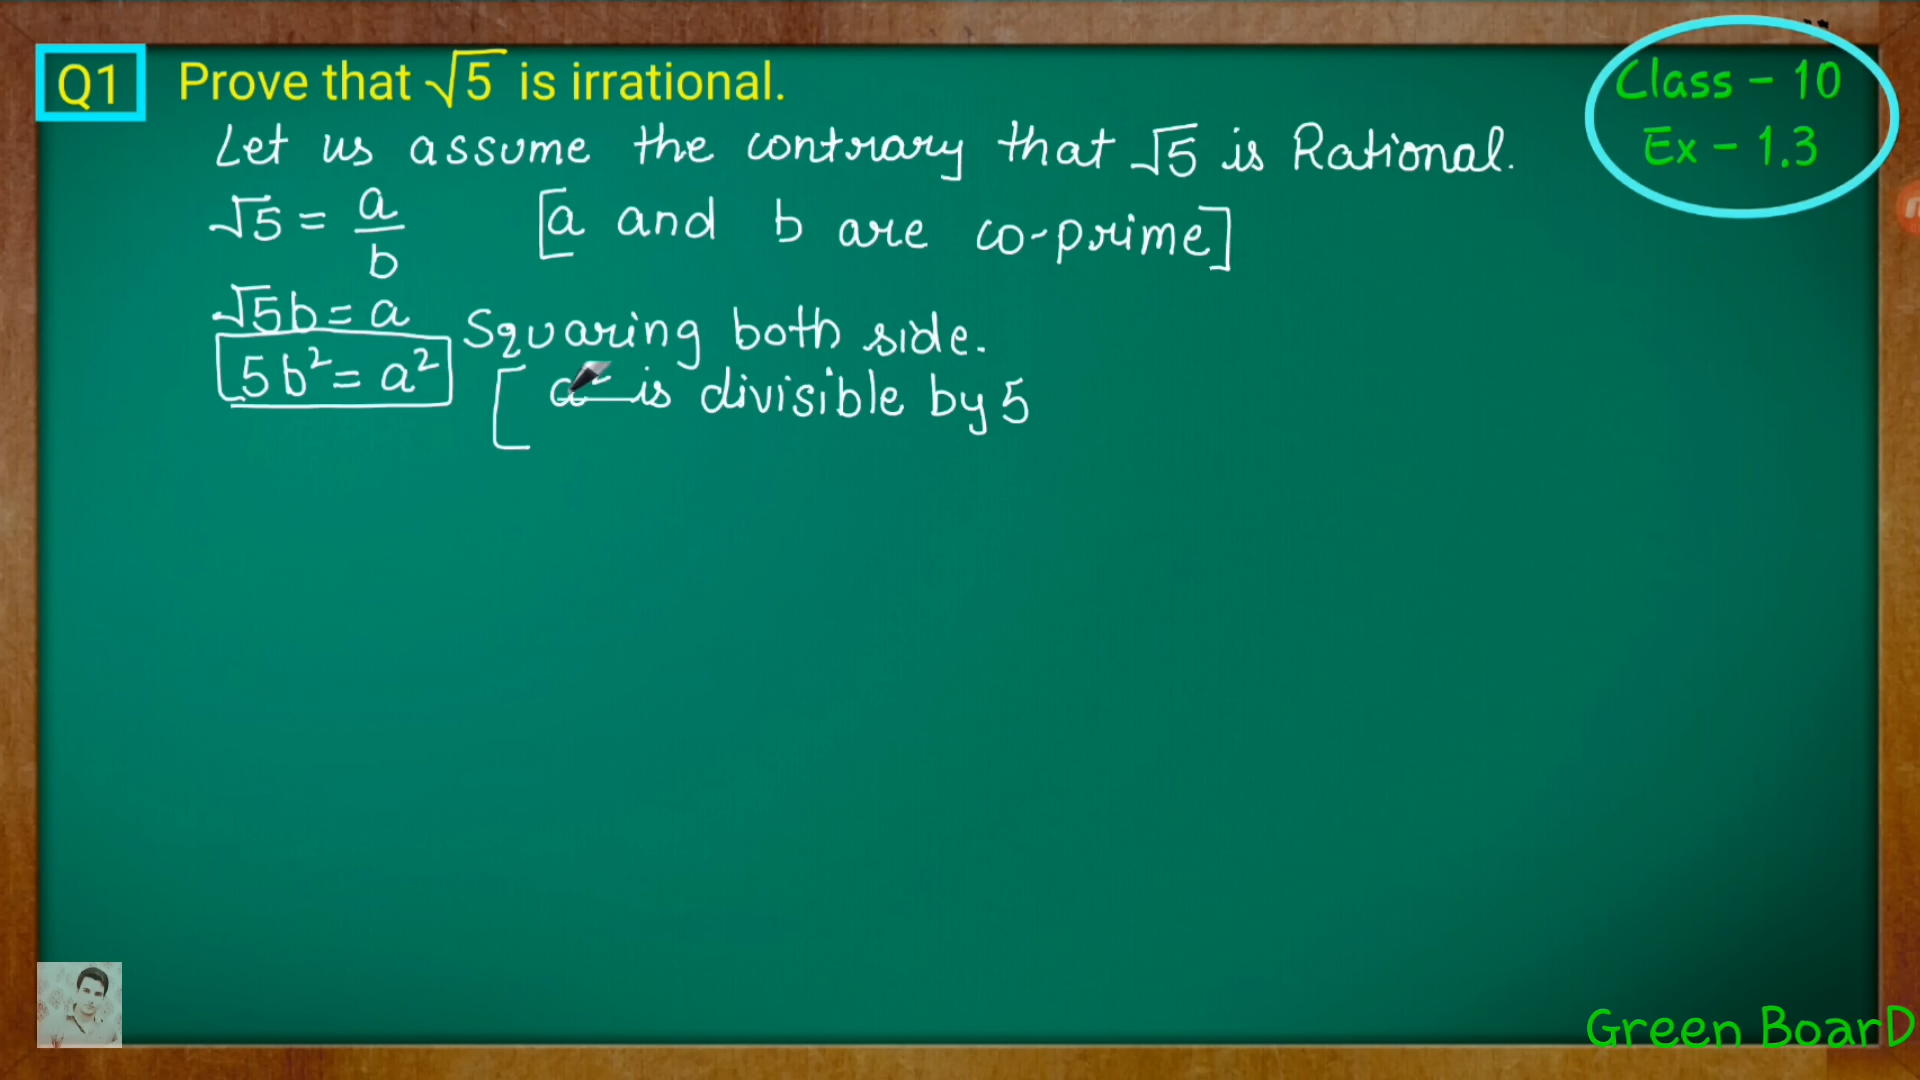 Q1 Prove that √5 is irrational.
Class - 10
Ex - 1.3
Let us assume the contrary that √5 is Rational.
√5 = a/b [a and b are co-prime]
√5b = a
Squaring both side.
5b² = a²
[ a² is divisible by 5
Green BoarD